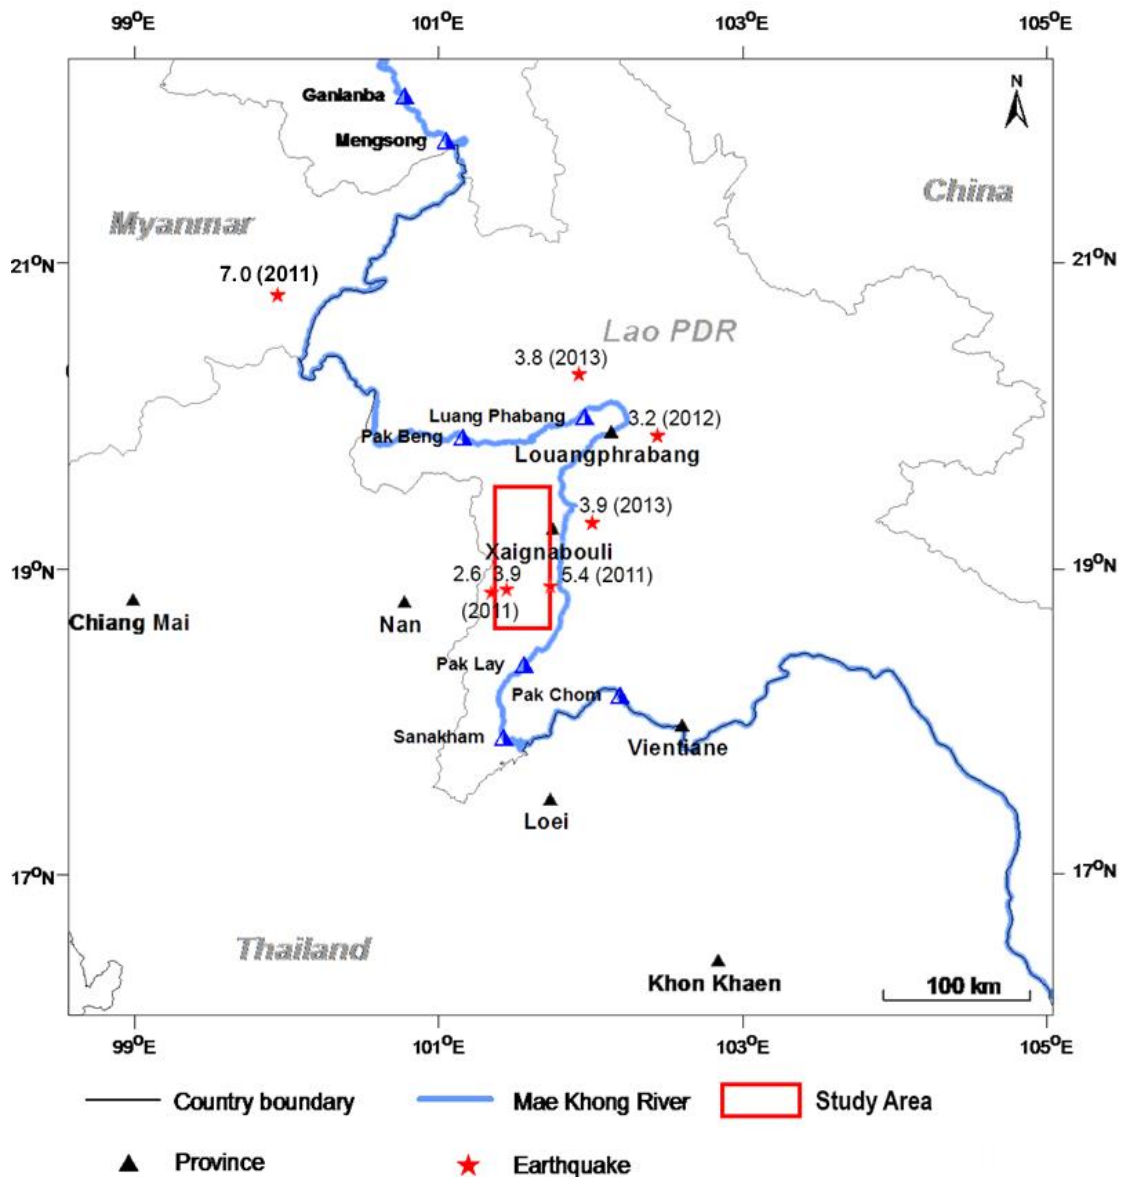 99°E 101°E 103°E 105°E
N
Ganlanba
Mengsong
China
Myanmar
21°N 21°N
7.0 (2011)
Lao PDR
3.8 (2013)
Luang Phabang 3.2 (2012)
Pak Beng
Louangphrabang
3.9 (2013)
Xaignabouli
19°N 19°N
2.6 3.9 5.4 (2011)
(2011)
Chiang Mai Nan
Pak Lay
Pak Chom
Sanakham
Vientiane
Loei
17°N 17°N
Thailand
Khon Khaen
100 km
99°E 101°E 103°E 105°E
Country boundary Mae Khong River Study Area
Province Earthquake